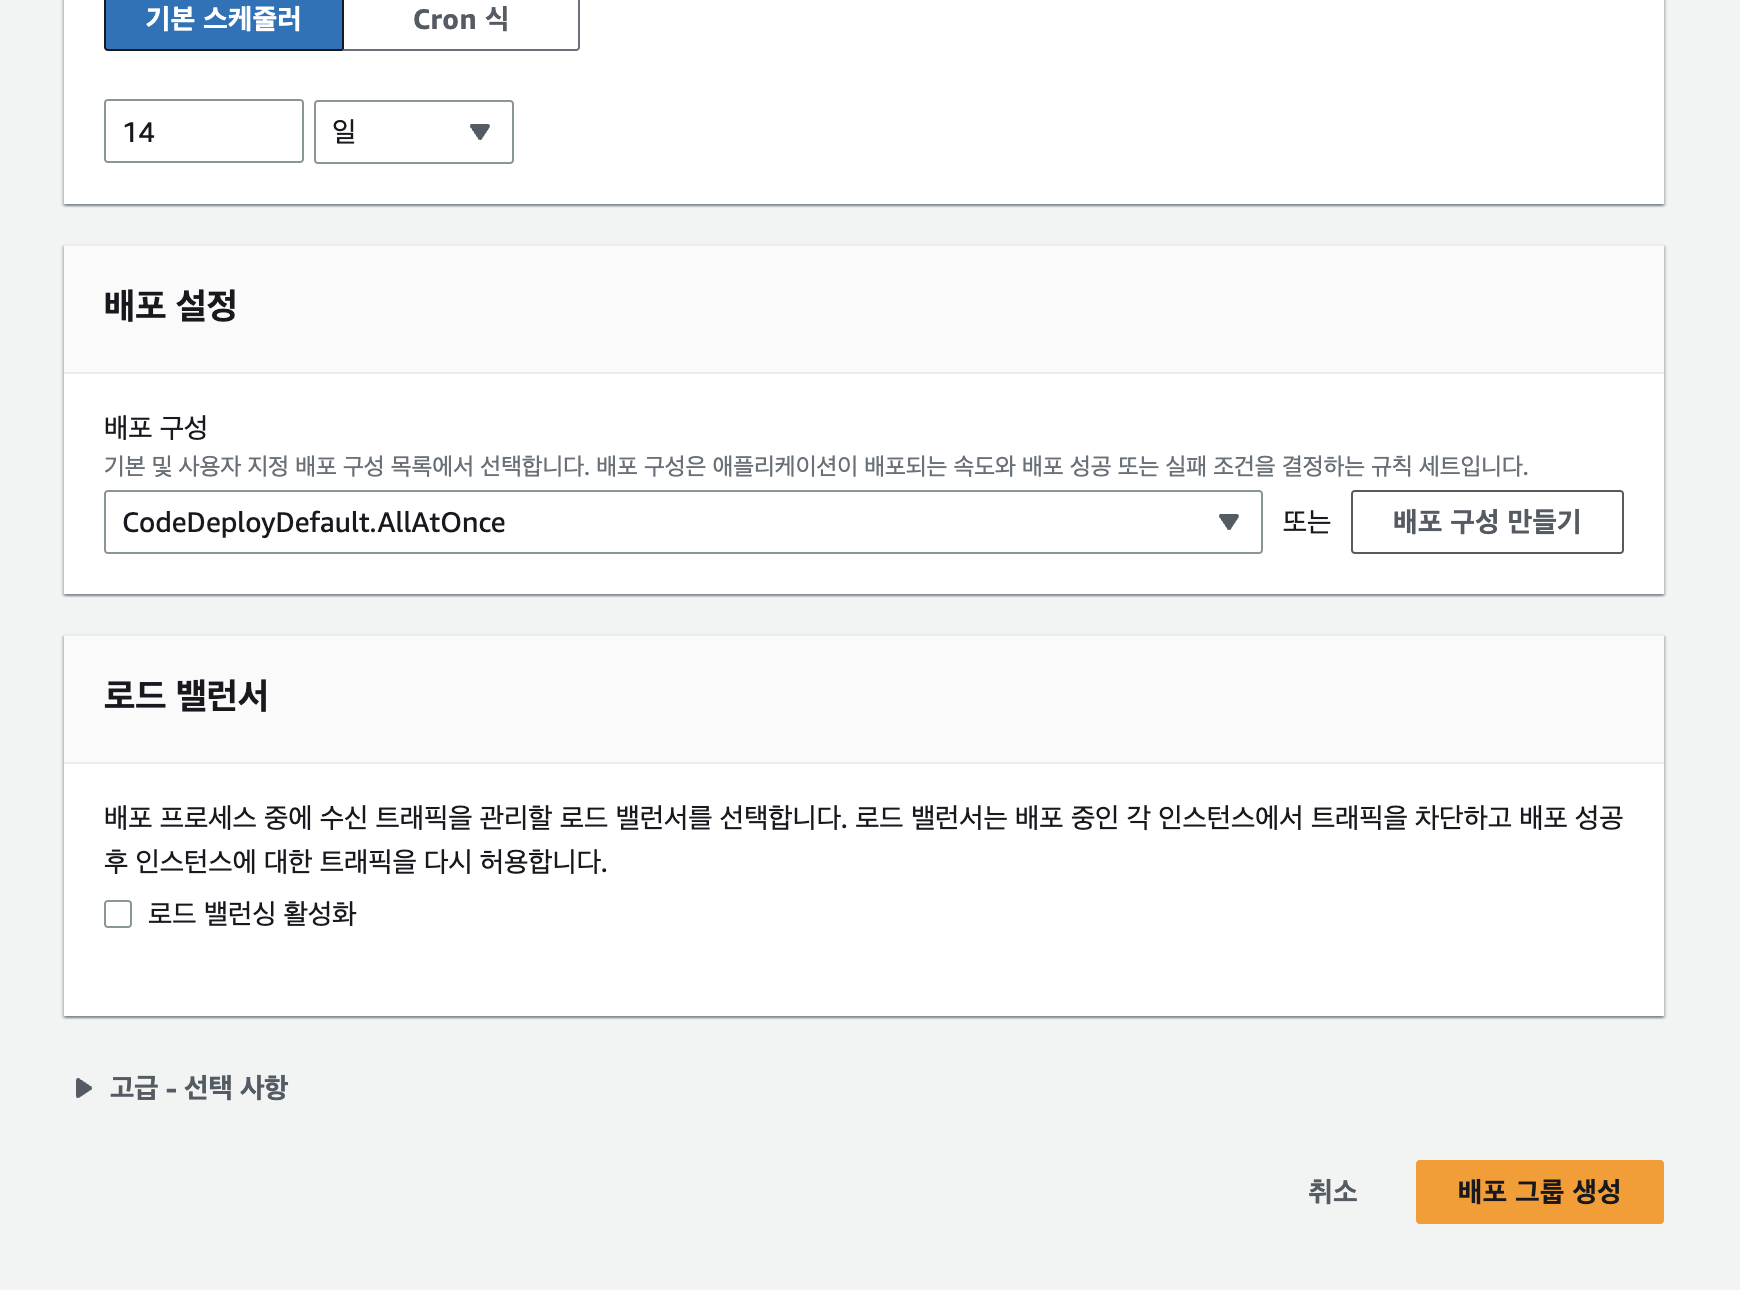 기본 스케줄러
Cron 식
14
일
배포 설정
배포 구성
기본 및 사용자 지정 배포 구성 목록에서 선택합니다. 배포 구성은 애플리케이션이 배포되는 속도와 배포 성공 또는 실패 조건을 결정하는 규칙 세트입니다.
CodeDeployDefault.AllAtOnce
또는
배포 구성 만들기
로드 밸런서
배포 프로세스 중에 수신 트래픽을 관리할 로드 밸런서를 선택합니다. 로드 밸런서는 배포 중인 각 인스턴스에서 트래픽을 차단하고 배포 성공
후 인스턴스에 대한 트래픽을 다시 허용합니다.
로드 밸런싱 활성화
고급 - 선택 사항
취소
배포 그룹 생성